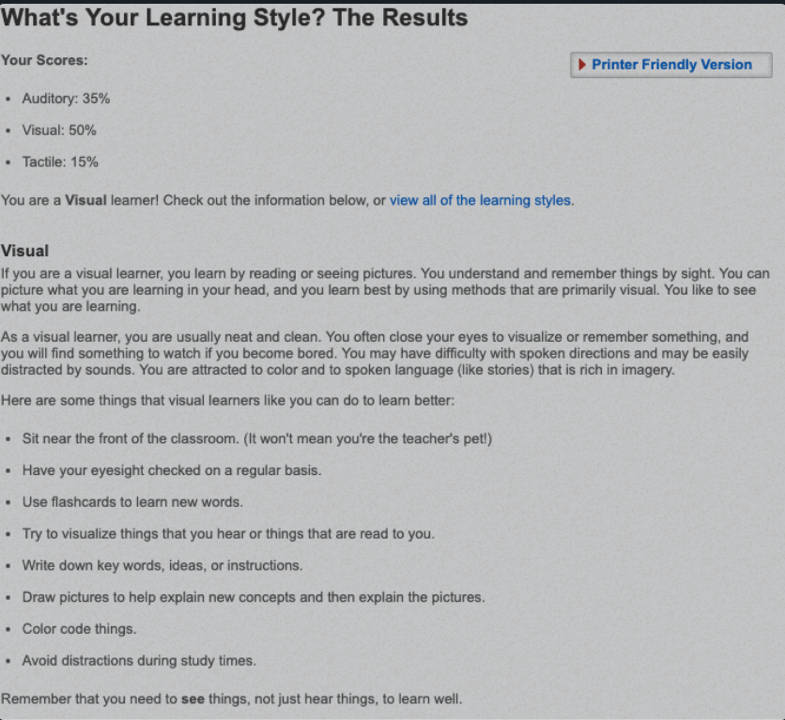 What's Your Learning Style? The Results
Your Scores:
Printer Friendly Version
• Auditory: 35%
• Visual: 50%
• Tactile: 15%
You are a Visual learner! Check out the information below, or view all of the learning styles.
Visual
If you are a visual learner, you learn by reading or seeing pictures. You understand and remember things by sight. You can
picture what you are learning in your head, and you learn best by using methods that are primarily visual. You like to see
what you are learning.
As a visual learner, you are usually neat and clean. You often close your eyes to visualize or remember something, and
you will find something to watch if you become bored. You may have difficulty with spoken directions and may be easily
distracted by sounds. You are attracted to color and to spoken language (like stories) that is rich in imagery.
Here are some things that visual learners like you can do to learn better:
• Sit near the front of the classroom. (It won't mean you're the teacher's pet!)
• Have your eyesight checked on a regular basis.
• Use flashcards to learn new words.
• Try to visualize things that you hear or things that are read to you.
• Write down key words, ideas, or instructions.
• Draw pictures to help explain new concepts and then explain the pictures.
• Color code things.
• Avoid distractions during study times.
Remember that you need to see things, not just hear things, to learn well.